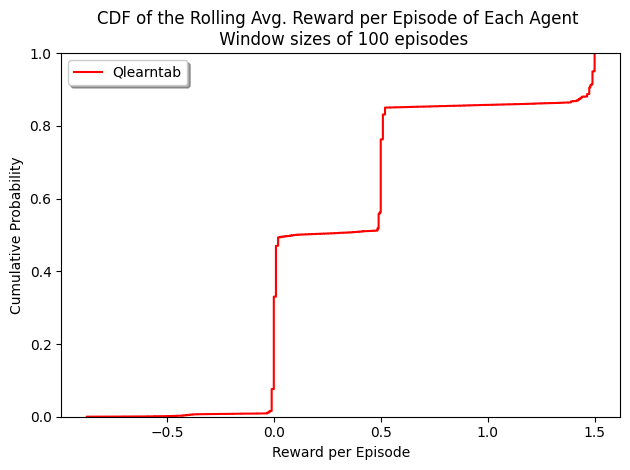 CDF of the Rolling Avg. Reward per Episode of Each Agent
Window sizes of 100 episodes
Qlearntab
1.0
0.8
0.6
0.4
0.2
0.0
Cumulative Probability
−0.5
0.0
0.5
1.0
1.5
Reward per Episode